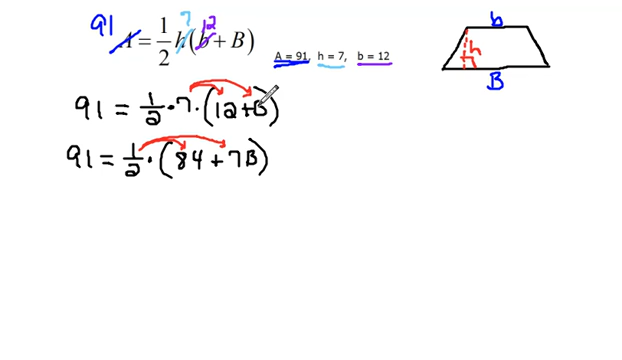 91 7 12
A = 1/2 h(b + B)
A = 91, h = 7, b = 12
91 = 1/2 · 7 · (12 + B)
91 = 1/2 · (84 + 7B)
b
h
B